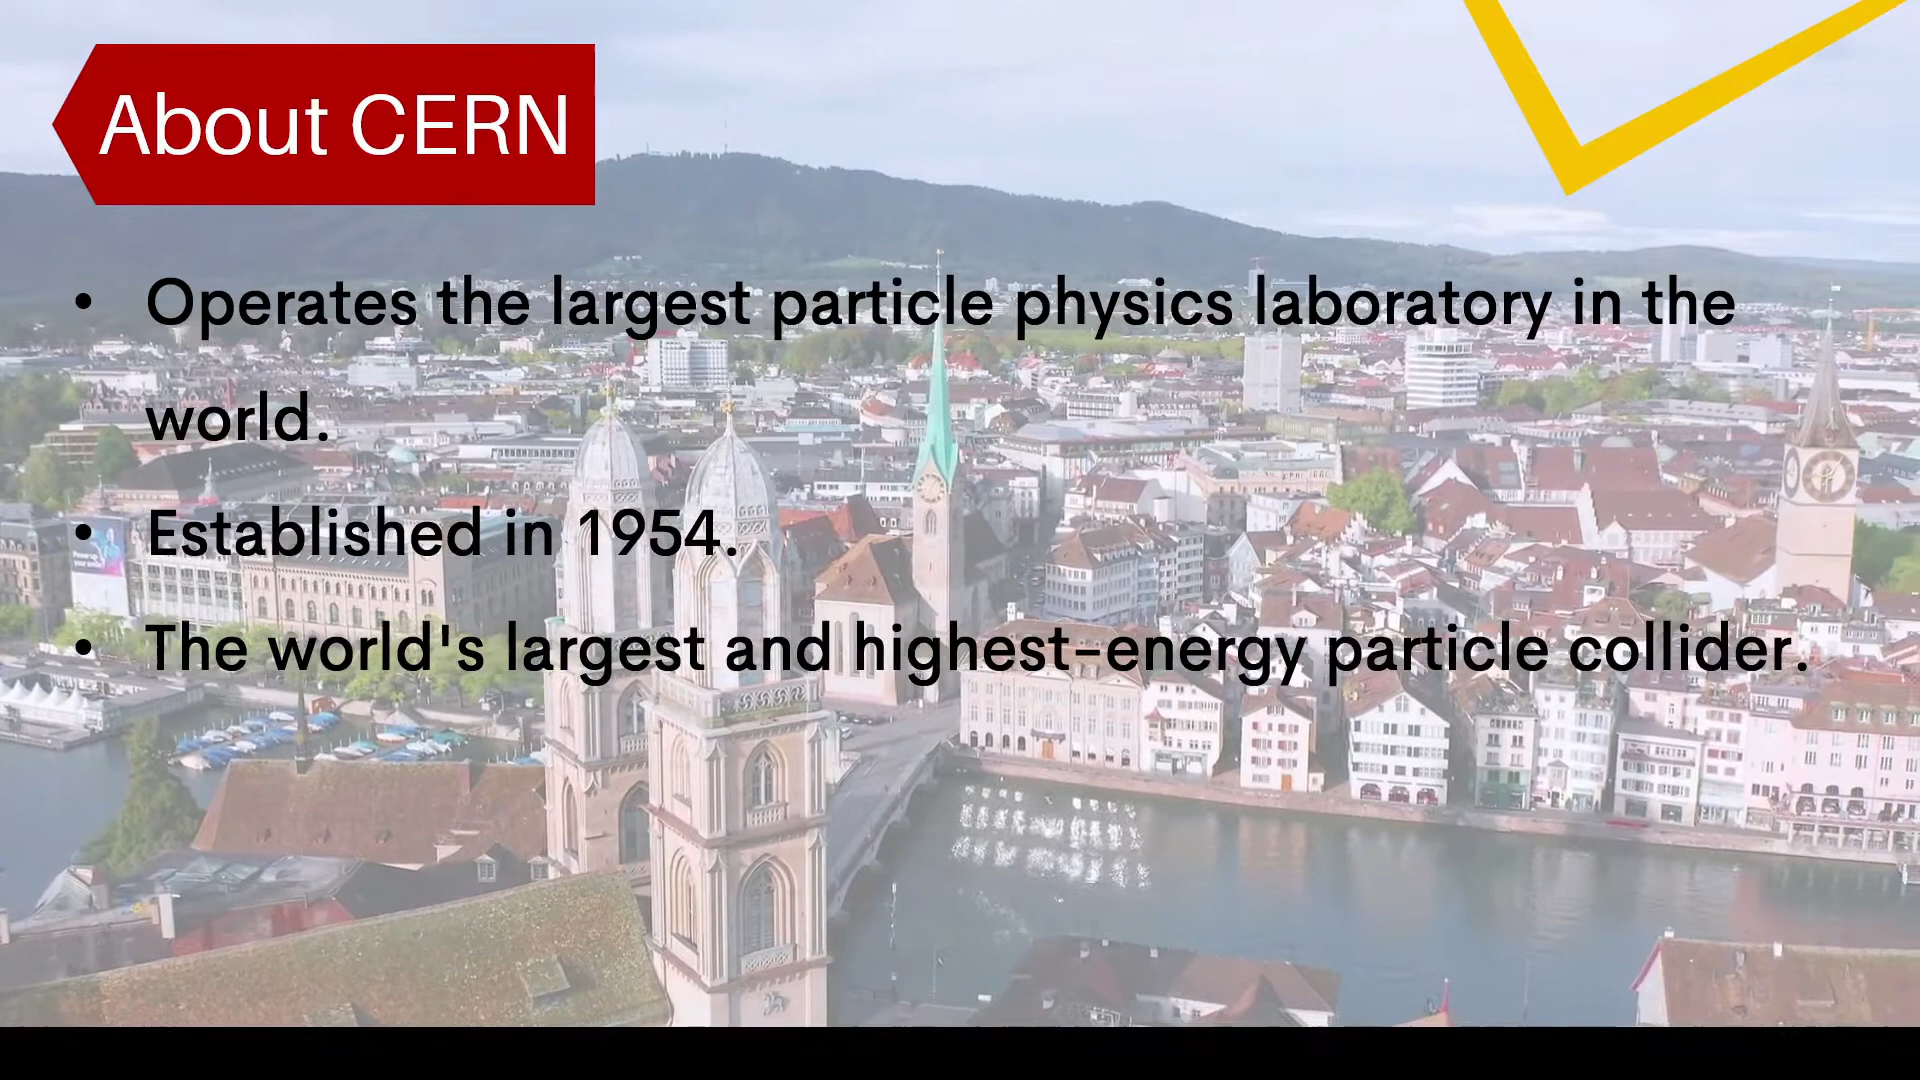 About CERN
• Operates the largest particle physics laboratory in the
world.
• Established in 1954.
• The world's largest and highest-energy particle collider.